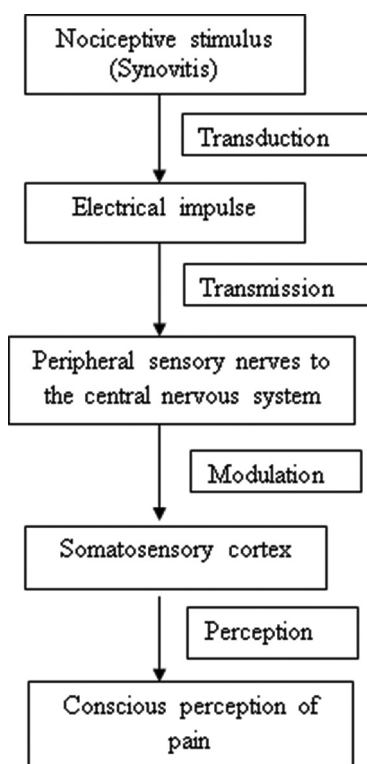 Nociceptive stimulus
(Synovitis)
Transduction
Electrical impulse
Transmission
Peripheral sensory nerves to
the central nervous system
Modulation
Somatosensory cortex
Perception
Conscious perception of
pain